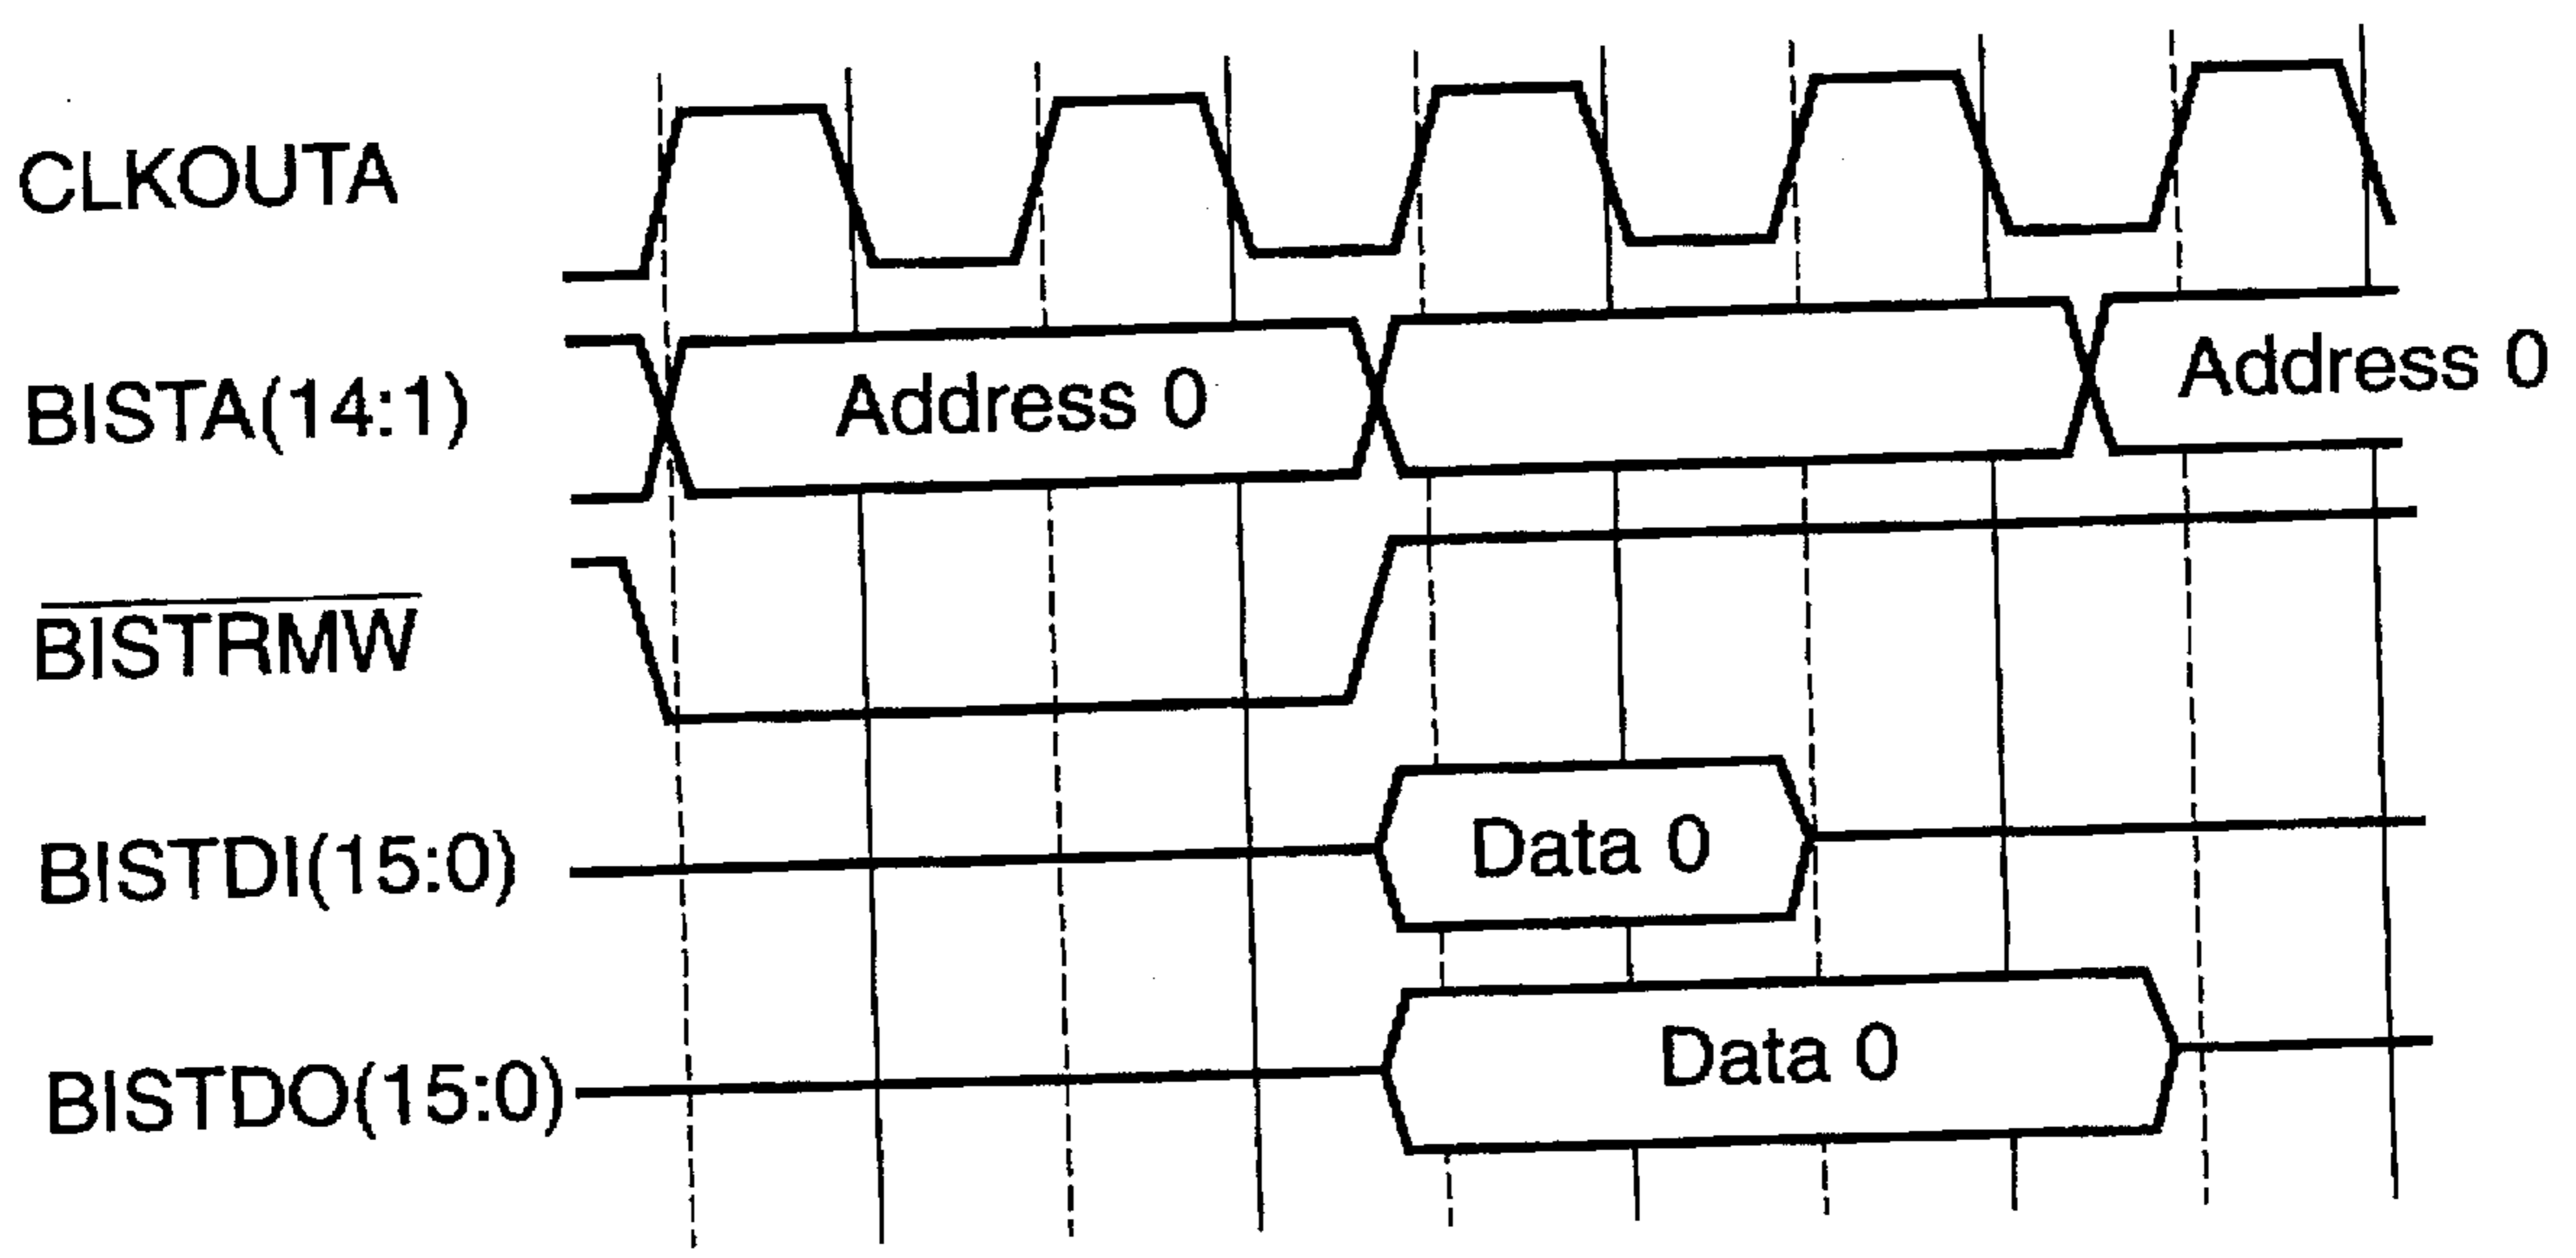 CLKOUTA
BISTA(14:1)
Address 0
Address 0
BISTRMW
BISTDI(15:0)
Data 0
BISTDO(15:0)
Data 0